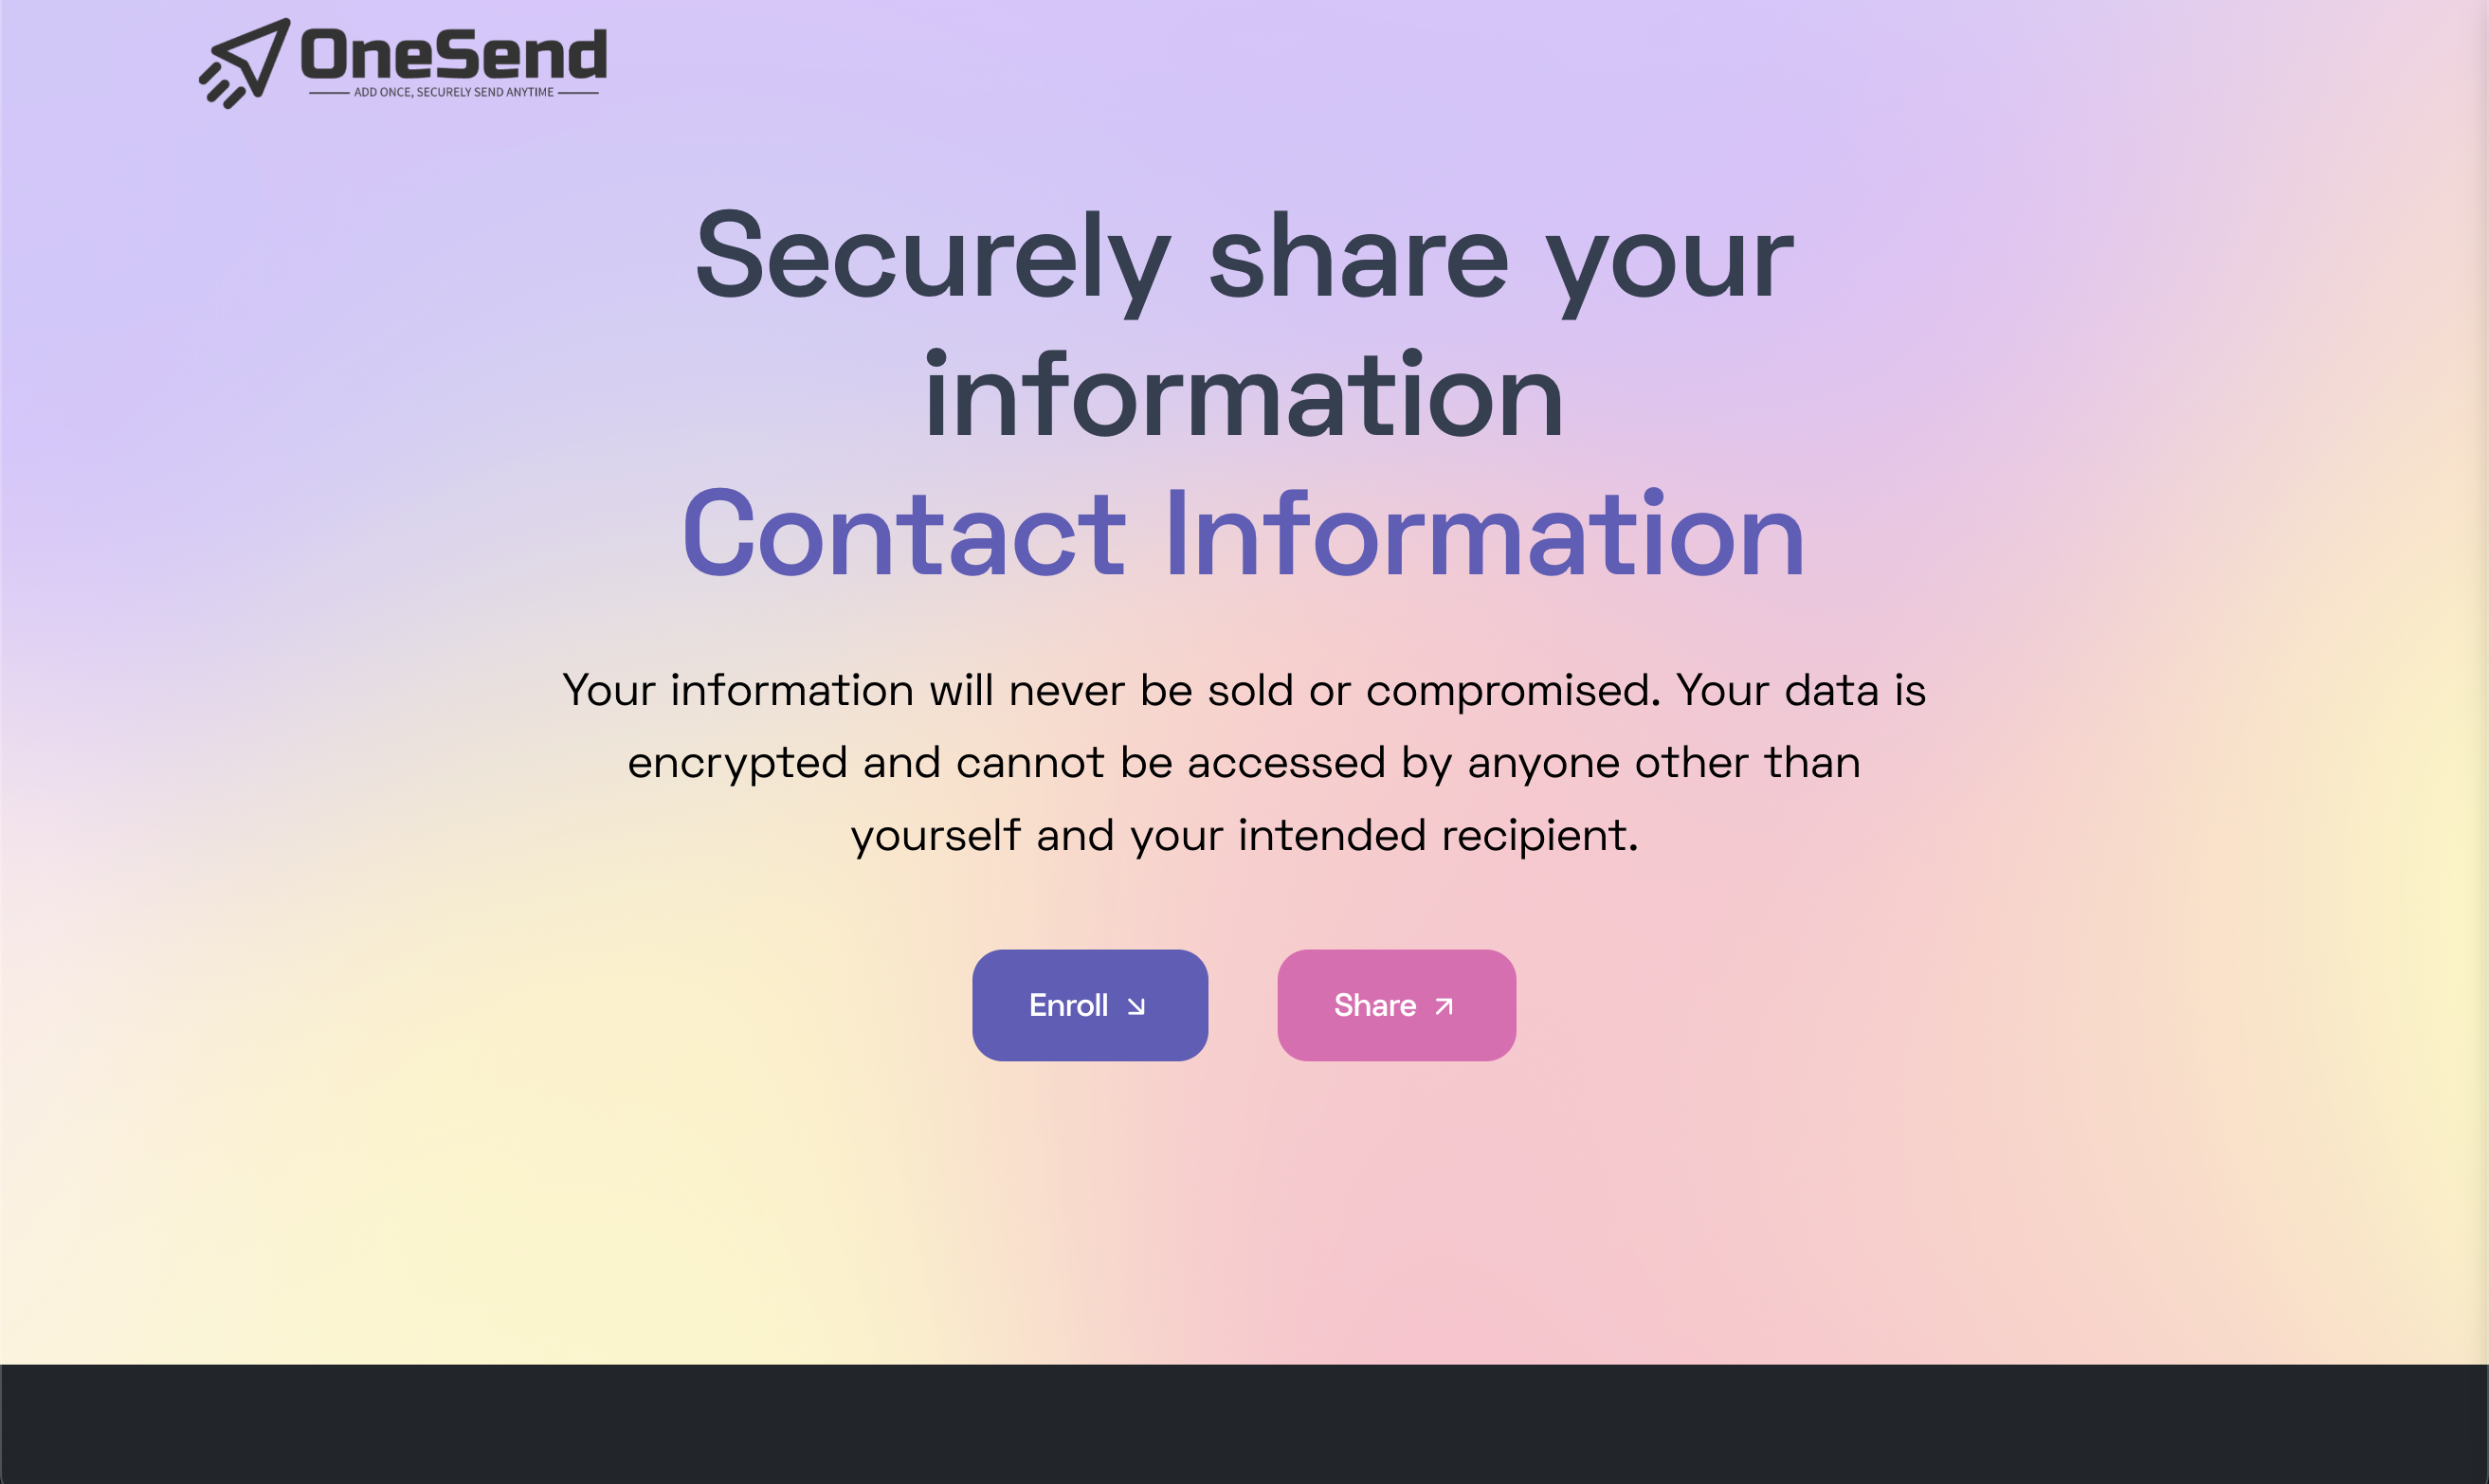 OneSend
ADD ONCE, SECURELY SEND ANYTIME
Securely share your
information
Contact Information
Your information will never be sold or compromised. Your data is
encrypted and cannot be accessed by anyone other than
yourself and your intended recipient.
Enroll
Share